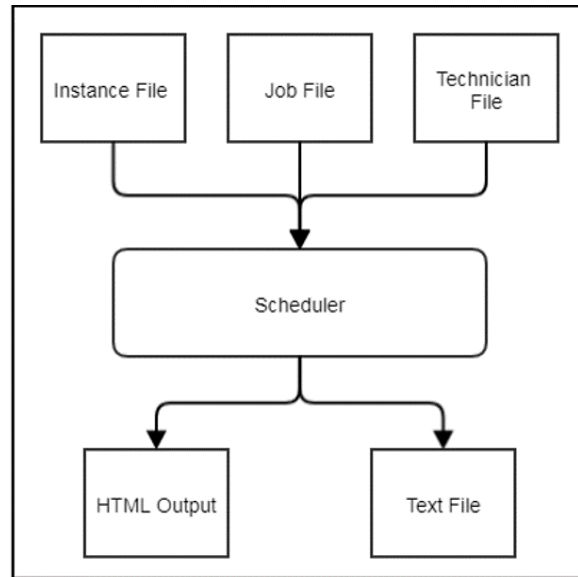 Instance File
Job File
Technician
File
Scheduler
HTML Output
Text File